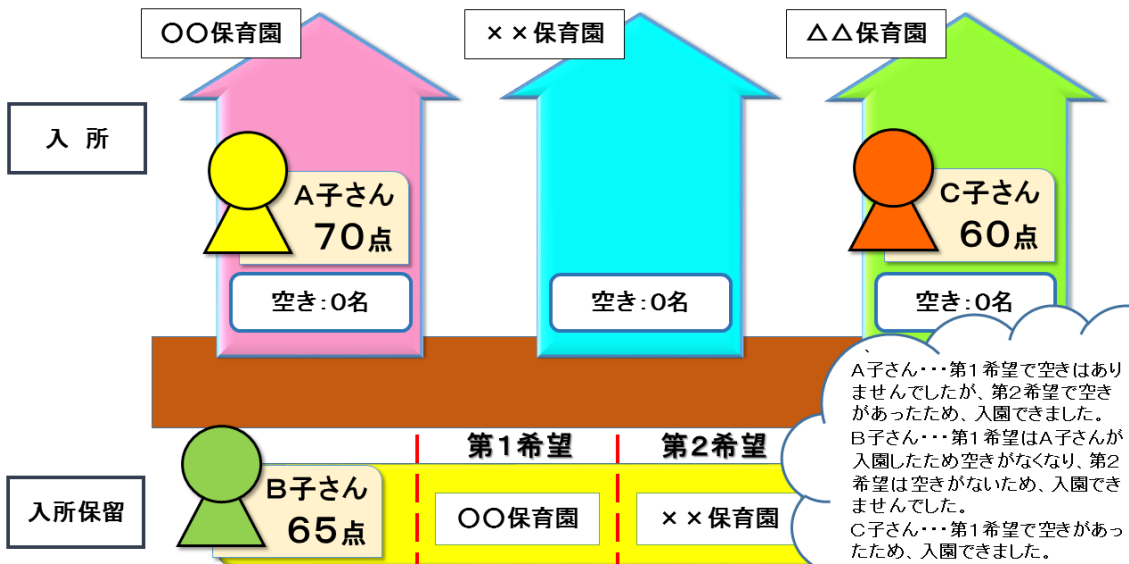 〇〇保育園
××保育園
△△保育園
入 所
A子さん
70点
C子さん
60点
空き:0名
空き:0名
空き:0名
、
A子さん・・・第1希望で空きはあり
ませんでしたが、第2希望で空き
があったため、入園できました。
B子さん・・・第1希望はA子さんが
入園したため空きがなくなり、第2
希望は空きがないため、入園でき
ませんでした。
C子さん・・・第1希望で空きがあっ
たため、入園できました。
第1希望
第2希望
入所保留
B子さん
65点
〇〇保育園
××保育園